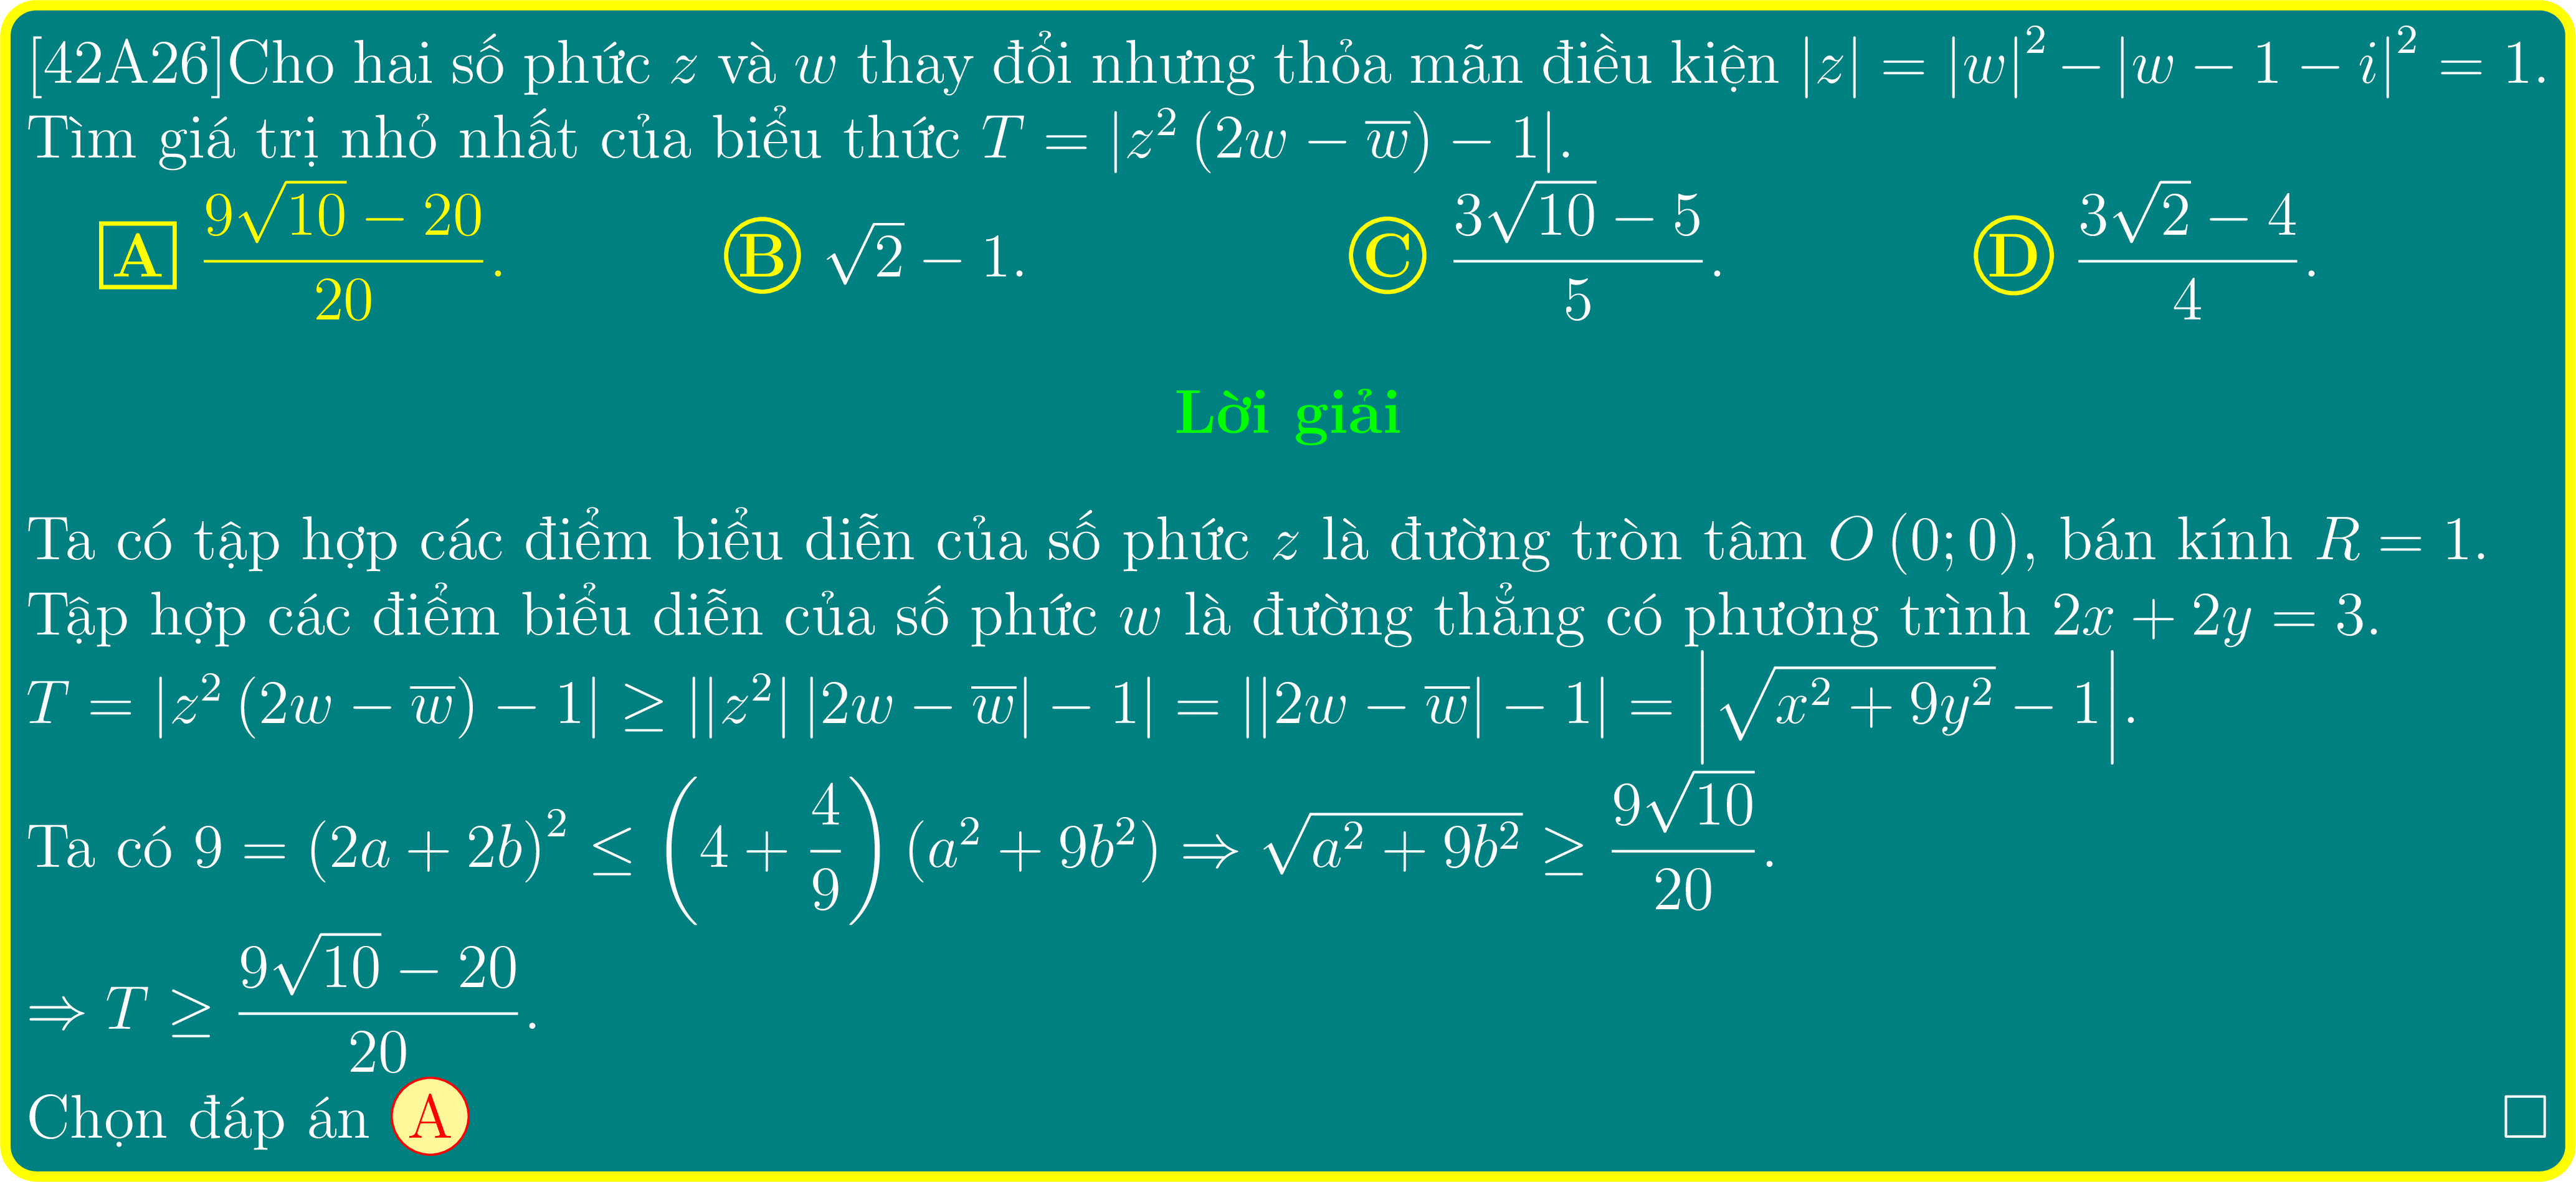 [42A26]Cho hai số phức $z$ và $w$ thay đổi nhưng thỏa mãn điều kiện $|z| = |w|^2 - |w - 1 - i|^2 = 1$.
Tìm giá trị nhỏ nhất của biểu thức $T = |z^2 (2w - \overline{w}) - 1|$.
A $\frac{9\sqrt{10} - 20}{20}$. B $\sqrt{2} - 1$. C $\frac{3\sqrt{10} - 5}{5}$. D $\frac{3\sqrt{2} - 4}{4}$.
Lời giải
Ta có tập hợp các điểm biểu diễn của số phức $z$ là đường tròn tâm $O(0; 0)$, bán kính $R = 1$.
Tập hợp các điểm biểu diễn của số phức $w$ là đường thẳng có phương trình $2x + 2y = 3$.
$T = |z^2 (2w - \overline{w}) - 1| \geq ||z^2| |2w - \overline{w}| - 1| = ||2w - \overline{w}| - 1| = \left|\sqrt{x^2 + 9y^2} - 1\right|$.
Ta có $9 = (2a + 2b)^2 \leq \left(4 + \frac{4}{9}\right)(a^2 + 9b^2) \Rightarrow \sqrt{a^2 + 9b^2} \geq \frac{9\sqrt{10}}{20}$.
$\Rightarrow T \geq \frac{9\sqrt{10} - 20}{20}$.
Chọn đáp án A □